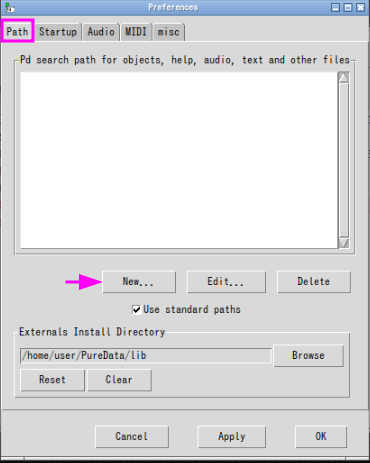 Preferences
Path Startup Audio MIDI misc
Pd search path for objects, help, audio, text and other files
New... Edit... Delete
Use standard paths
Externals Install Directory
/home/user/PureData/lib Browse
Reset Clear
Cancel Apply OK